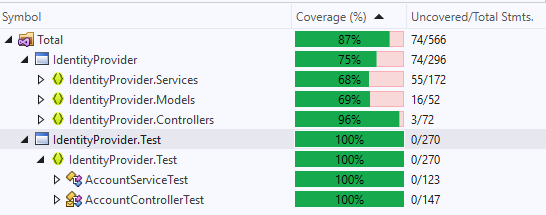 Symbol Coverage (%) Uncovered/Total Stmts.
Total 87% 74/566
IdentityProvider 75% 74/296
IdentityProvider.Services 68% 55/172
IdentityProvider.Models 69% 16/52
IdentityProvider.Controllers 96% 3/72
IdentityProvider.Test 100% 0/270
IdentityProvider.Test 100% 0/270
AccountServiceTest 100% 0/123
AccountControllerTest 100% 0/147